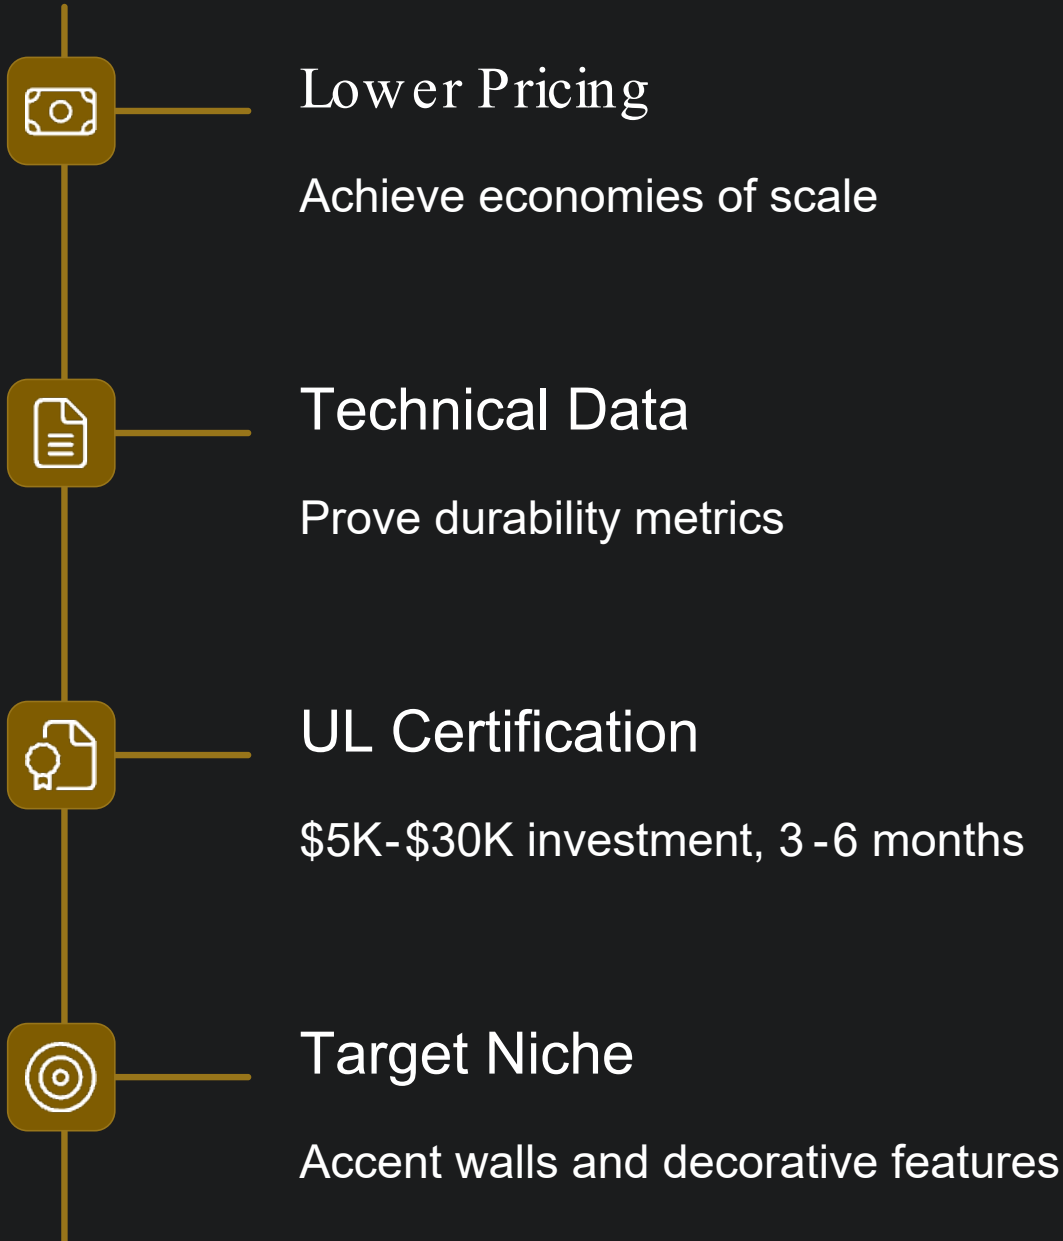 Lower Pricing
Achieve economies of scale
Technical Data
Prove durability metrics
UL Certification
$5K-$30K investment, 3-6 months
Target Niche
Accent walls and decorative features